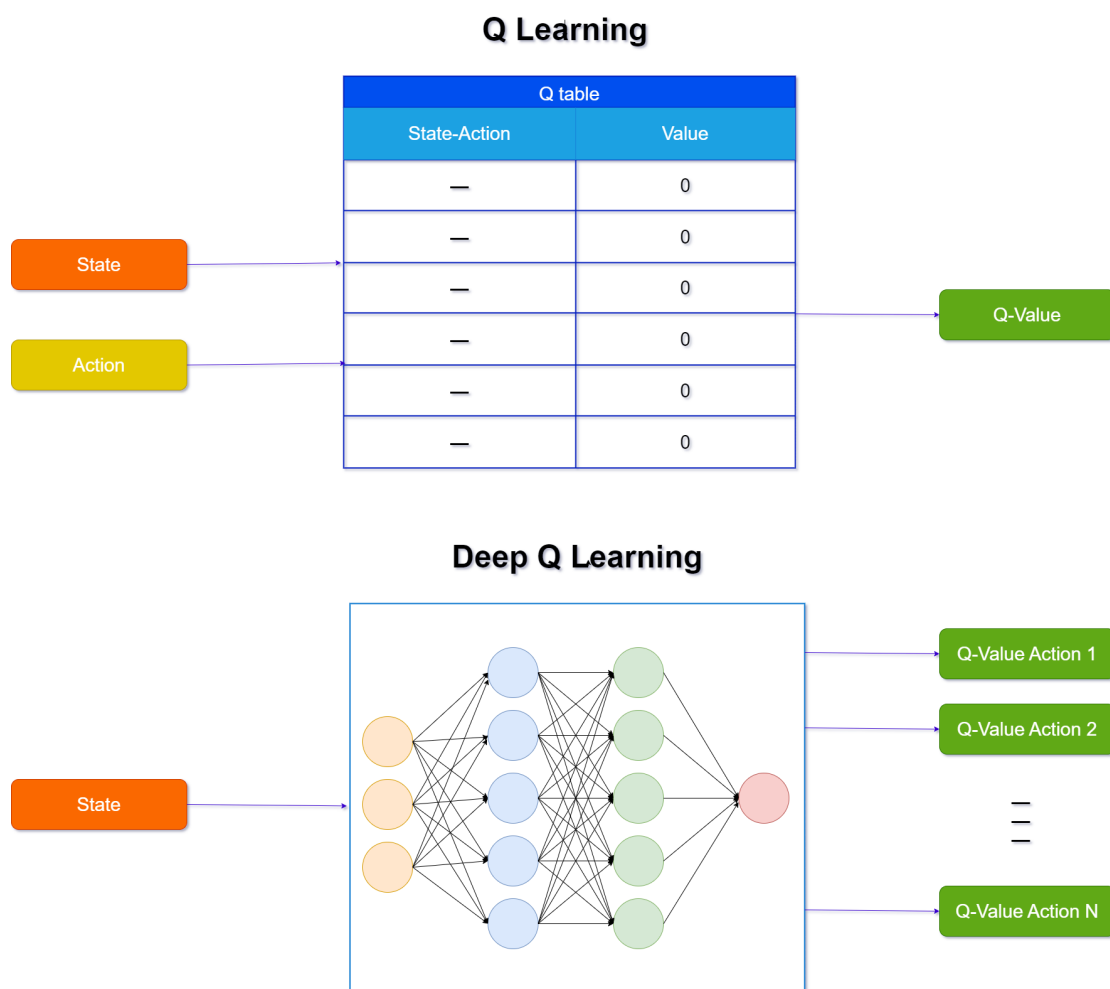 Q Learning
Q table
State-Action Value
— 0
— 0
State
— 0
Q-Value
Action
— 0
— 0
— 0
Deep Q Learning
Q-Value Action 1
Q-Value Action 2
State
Q-Value Action N